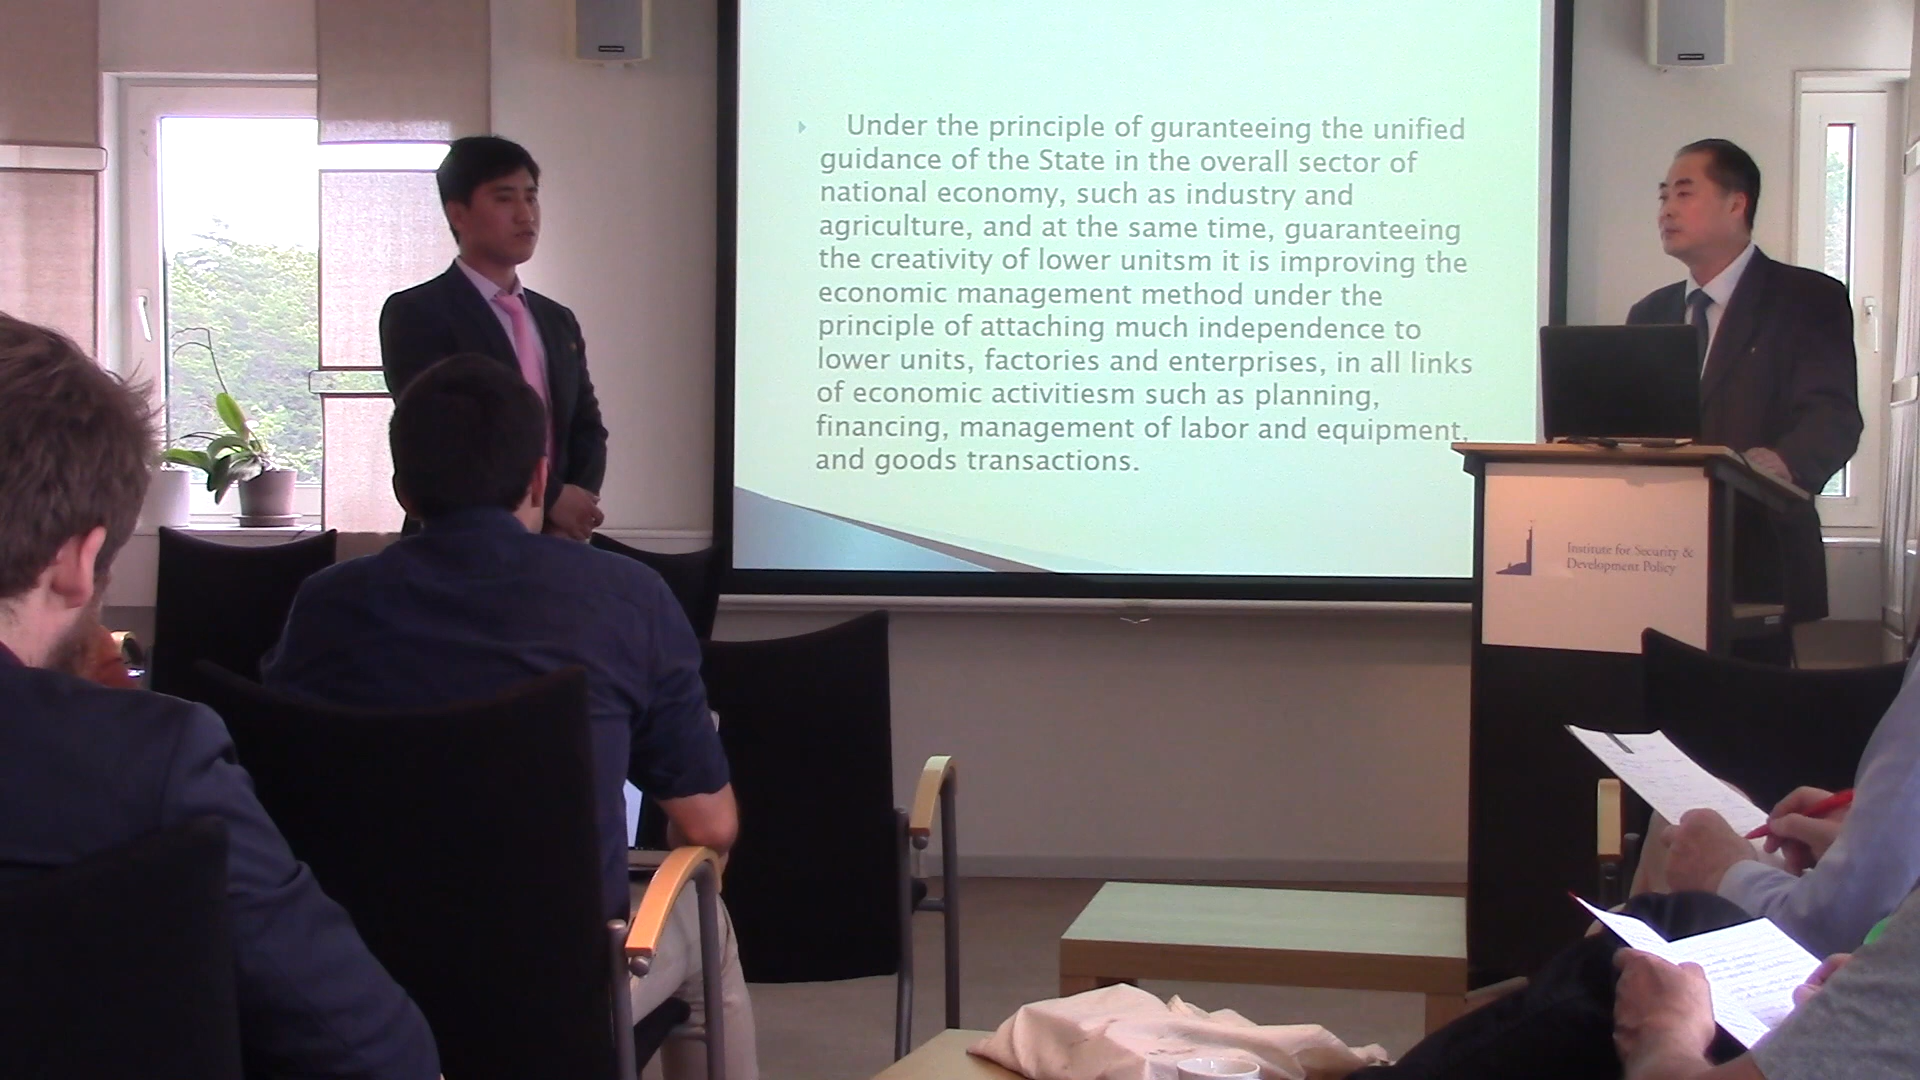 Under the principle of guranteeing the unified
guidance of the State in the overall sector of
national economy, such as industry and
agriculture, and at the same time, guaranteeing
the creativity of lower unitsm it is improving the
economic management method under the
principle of attaching much independence to
lower units, factories and enterprises, in all links
of economic activitiesm such as planning,
financing, management of labor and equipment,
and goods transactions.
Institute for Security &
Development Policy